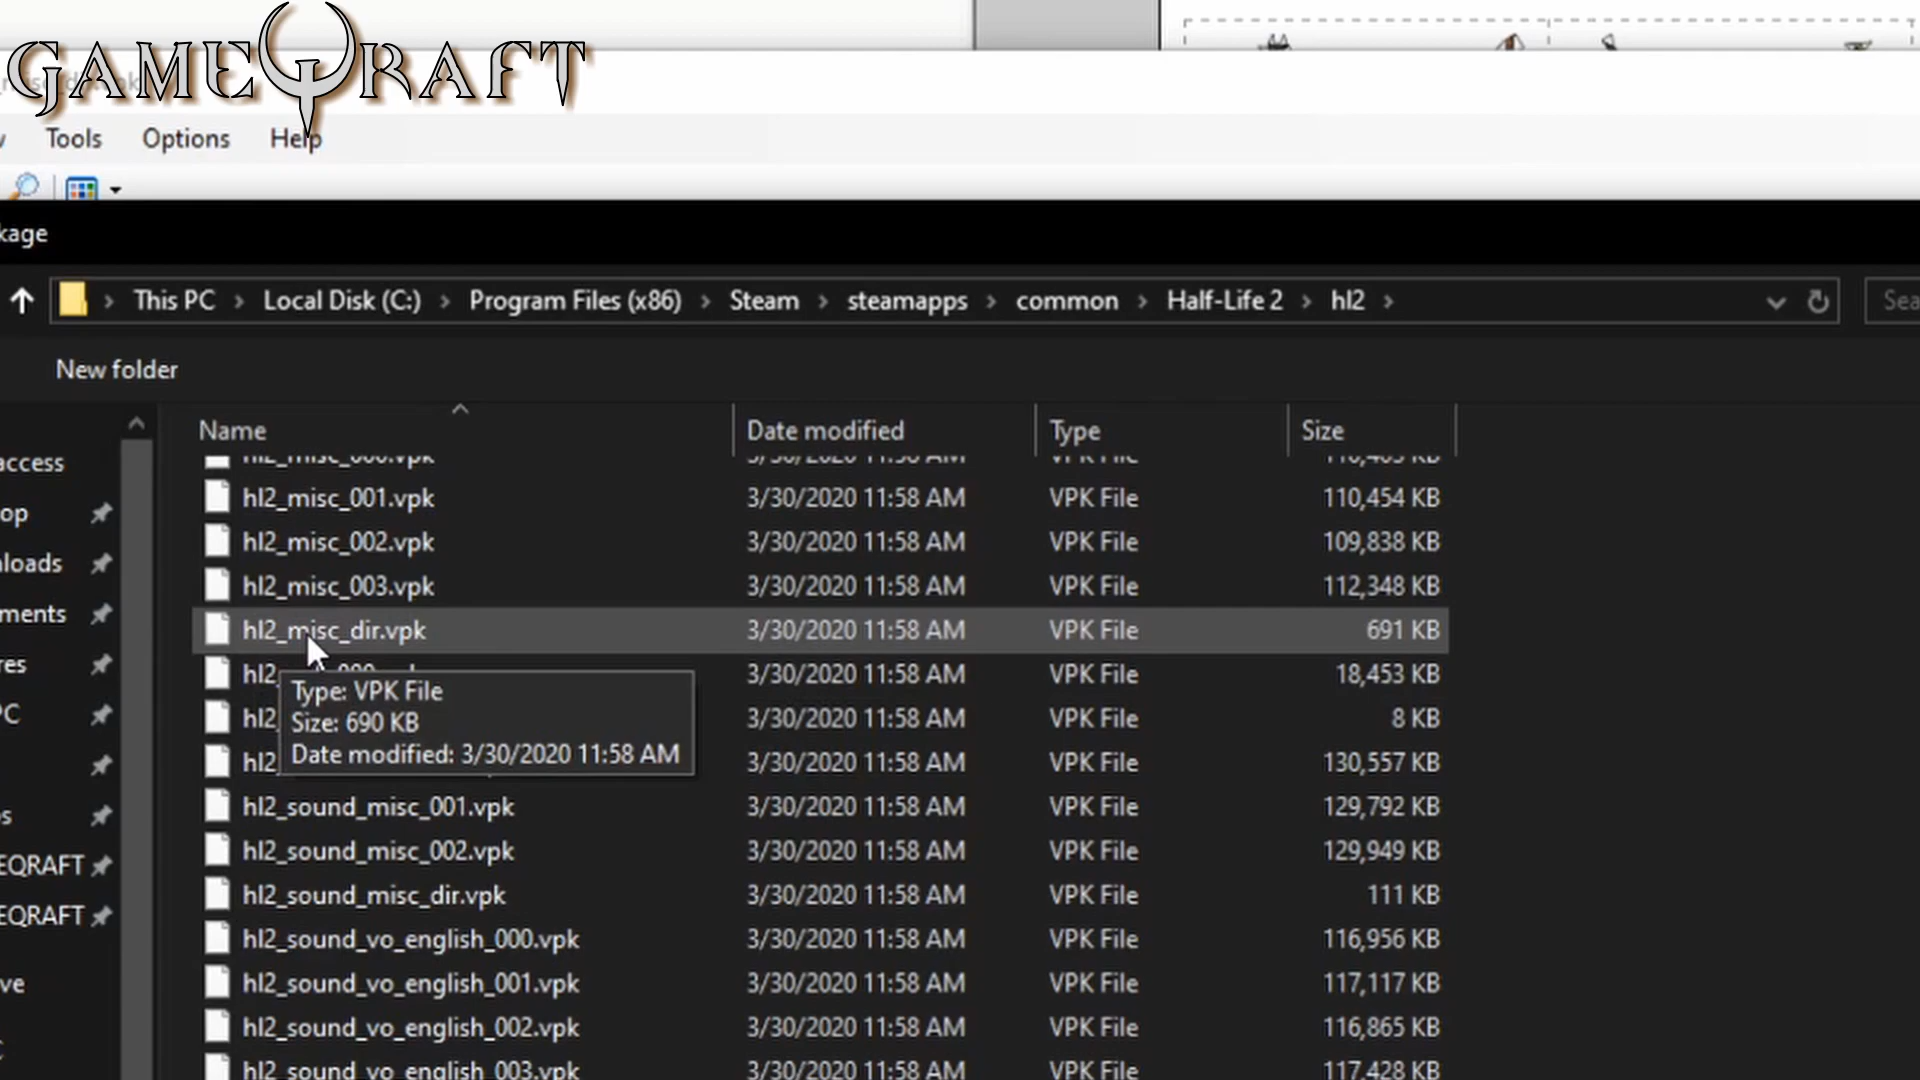 GAMEQRAFT
Tools Options Help
kage
This PC Local Disk (C:) Program Files (x86) Steam steamapps common Half-Life 2 hl2
Sea
New folder
Name Date modified Type Size
hl2_misc_001.vpk 3/30/2020 11:58 AM VPK File 110,454 KB
access
op
hl2_misc_002.vpk 3/30/2020 11:58 AM VPK File 109,838 KB
nloads
hl2_misc_003.vpk 3/30/2020 11:58 AM VPK File 112,348 KB
ments
hl2_misc_dir.vpk 3/30/2020 11:58 AM VPK File 691 KB
res
hl2_ 3/30/2020 11:58 AM VPK File 18,453 KB
Type: VPK File
PC
hl2_ 3/30/2020 11:58 AM VPK File 8 KB
Size: 690 KB
Date modified: 3/30/2020 11:58 AM
hl2_ 3/30/2020 11:58 AM VPK File 130,557 KB
hl2_sound_misc_001.vpk 3/30/2020 11:58 AM VPK File 129,792 KB
s
hl2_sound_misc_002.vpk 3/30/2020 11:58 AM VPK File 129,949 KB
EQRAFT
hl2_sound_misc_dir.vpk 3/30/2020 11:58 AM VPK File 111 KB
EQRAFT
hl2_sound_vo_english_000.vpk 3/30/2020 11:58 AM VPK File 116,956 KB
ve
hl2_sound_vo_english_001.vpk 3/30/2020 11:58 AM VPK File 117,117 KB
hl2_sound_vo_english_002.vpk 3/30/2020 11:58 AM VPK File 116,865 KB
hl2_sound_vo_english_003.vpk 3/30/2020 11:58 AM VPK File 117,428 KB